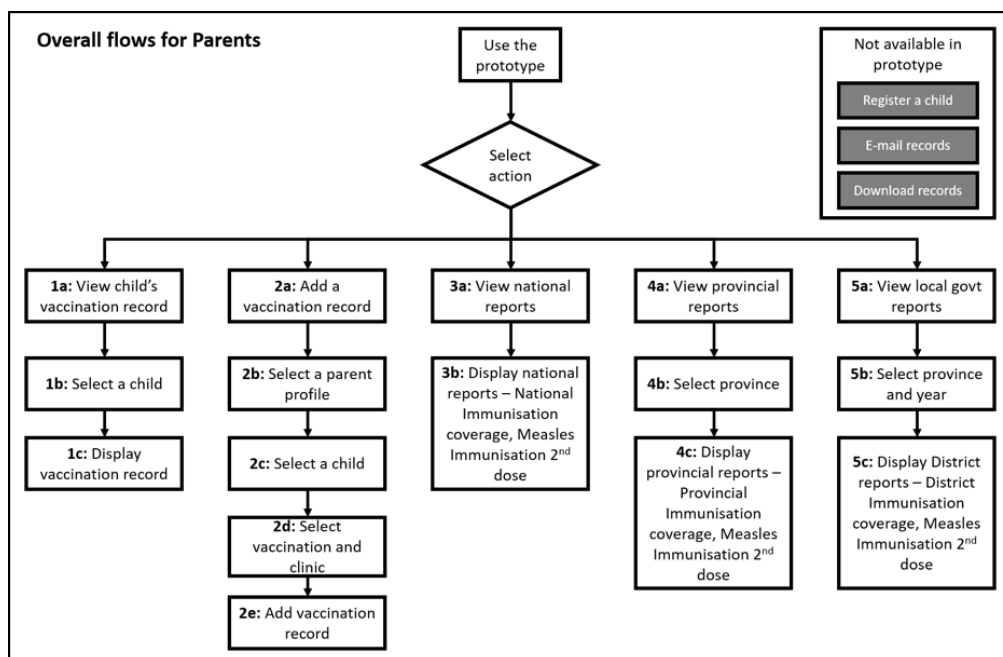 Overall flows for Parents
Use the
prototype
Not available in
prototype
Register a child
E-mail records
Download records
Select
action
1a: View child's
vaccination record
1b: Select a child
1c: Display
vaccination record
2a: Add a
vaccination record
2b: Select a parent
profile
2c: Select a child
2d: Select
vaccination and
clinic
2e: Add vaccination
record
3a: View national
reports
3b: Display national
reports – National
Immunisation
coverage, Measles
Immunisation 2nd
dose
4a: View provincial
reports
4b: Select province
4c: Display
provincial reports –
Provincial
Immunisation
coverage, Measles
Immunisation 2nd
dose
5a: View local govt
reports
5b: Select province
and year
5c: Display District
reports – District
Immunisation
coverage, Measles
Immunisation 2nd
dose